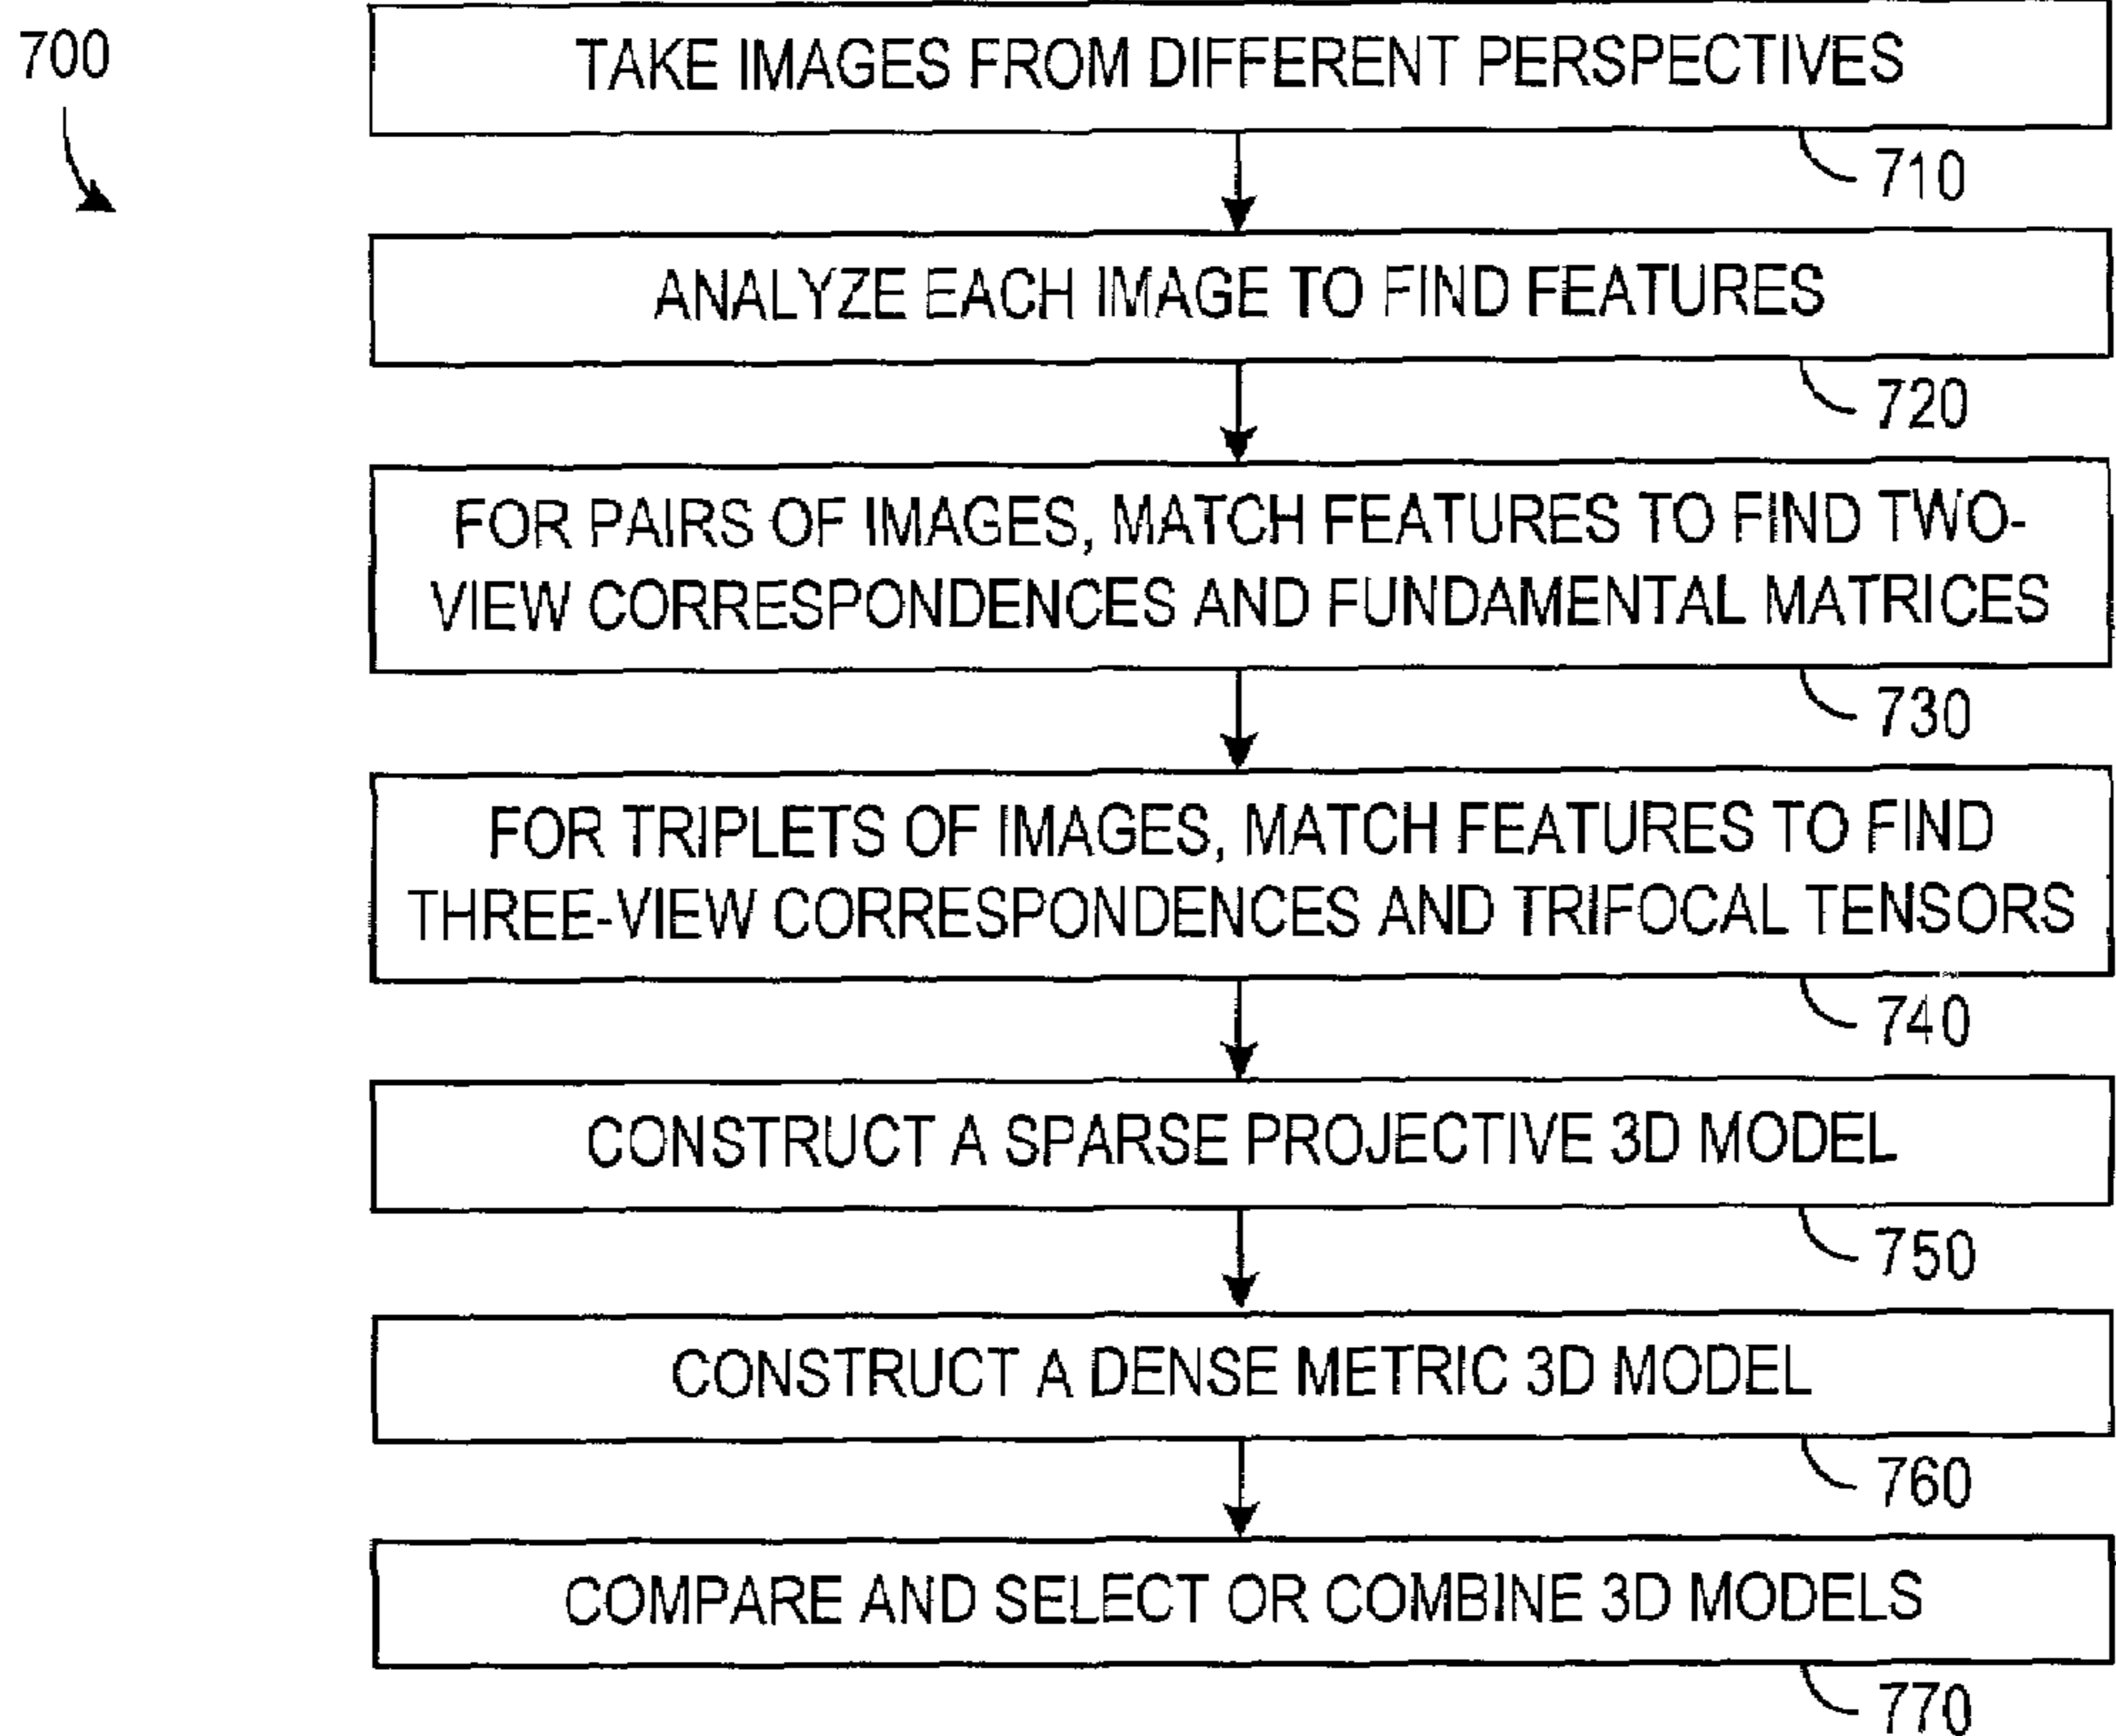 700
TAKE IMAGES FROM DIFFERENT PERSPECTIVES
710
ANALYZE EACH IMAGE TO FIND FEATURES
720
FOR PAIRS OF IMAGES, MATCH FEATURES TO FIND TWO-
VIEW CORRESPONDENCES AND FUNDAMENTAL MATRICES
730
FOR TRIPLETS OF IMAGES, MATCH FEATURES TO FIND
THREE-VIEW CORRESPONDENCES AND TRIFOCAL TENSORS
740
CONSTRUCT A SPARSE PROJECTIVE 3D MODEL
750
CONSTRUCT A DENSE METRIC 3D MODEL
760
COMPARE AND SELECT OR COMBINE 3D MODELS
770